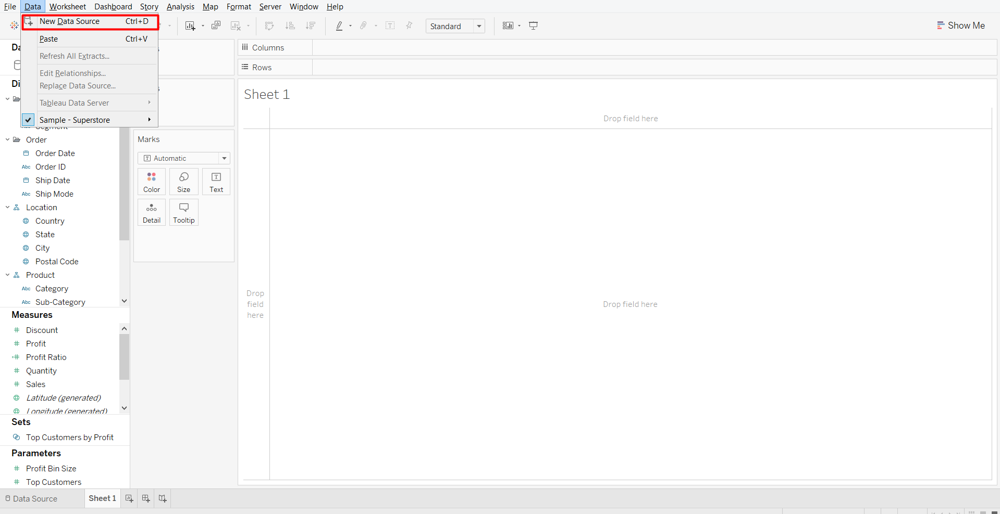 File Data Worksheet Dashboard Story Analysis Map Format Server Window Help
New Data Source Ctrl+D
Paste Ctrl+V
Refresh All Extracts...
Edit Relationships...
Replace Data Source...
Tableau Data Server
Sample - Superstore
Standard
Show Me
Da
Di
Segment
Order
Order Date
Abc Order ID
Ship Date
Abc Ship Mode
Location
Country
State
City
Postal Code
Product
Abc Category
Abc Sub-Category
Measures
Discount
Profit
Profit Ratio
Quantity
Sales
Latitude (generated)
Longitude (generated)
Sets
Top Customers by Profit
Parameters
Profit Bin Size
Top Customers
Marks
Automatic
Color Size Text
Detail Tooltip
Columns
Rows
Sheet 1
Drop field here
Drop
field
here
Drop field here
Data Source Sheet 1